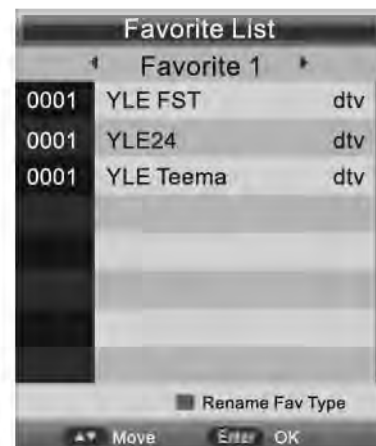 Favorite List
Favorite 1
0001 YLE FST dtv
0001 YLE24 dtv
0001 YLE Teema dtv
Rename Fav Type
Move Enter OK